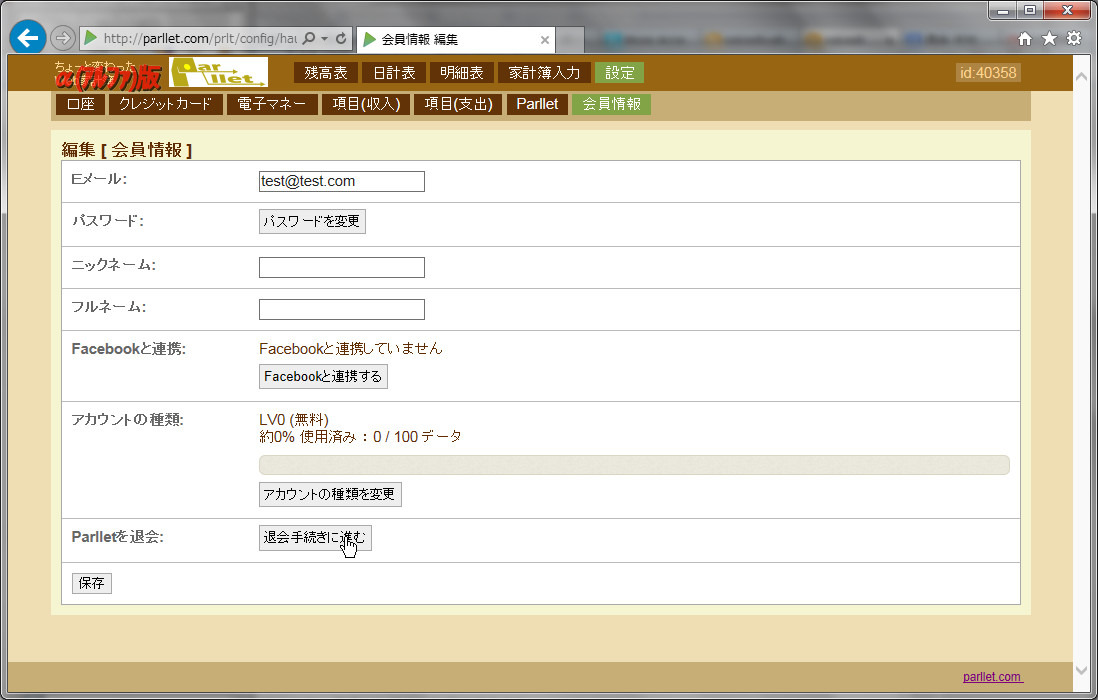 http://parllet.com/prlt/config/hau
会員情報 編集
ちょっと変わった
α(アルファ)版
Parllet
残高表 日計表 明細表 家計簿入力 設定
id:40358
口座 クレジットカード 電子マネー 項目(収入) 項目(支出) Parllet 会員情報
編集 [ 会員情報 ]
Eメール: test@test.com
パスワード: パスワードを変更
ニックネーム:
フルネーム:
Facebookと連携: Facebookと連携していません
Facebookと連携する
アカウントの種類: LV0 (無料)
約0% 使用済み : 0 / 100 データ
アカウントの種類を変更
Parlletを退会: 退会手続きに進む
保存
parllet.com